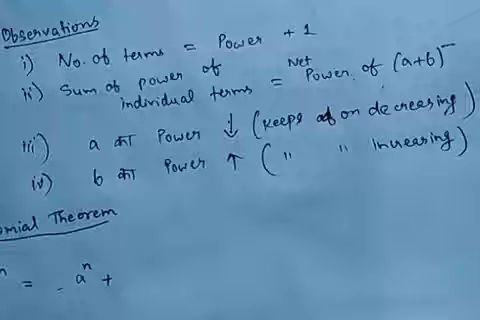 Observations
i) No. of terms = Power + 1
ii) Sum of power of individual terms = Net Power of (a+b)
iii) a का Power ↓ (keeps on decreasing)
iv) b का Power ↑ ( " " increasing)
omial Theorem
n = aⁿ +